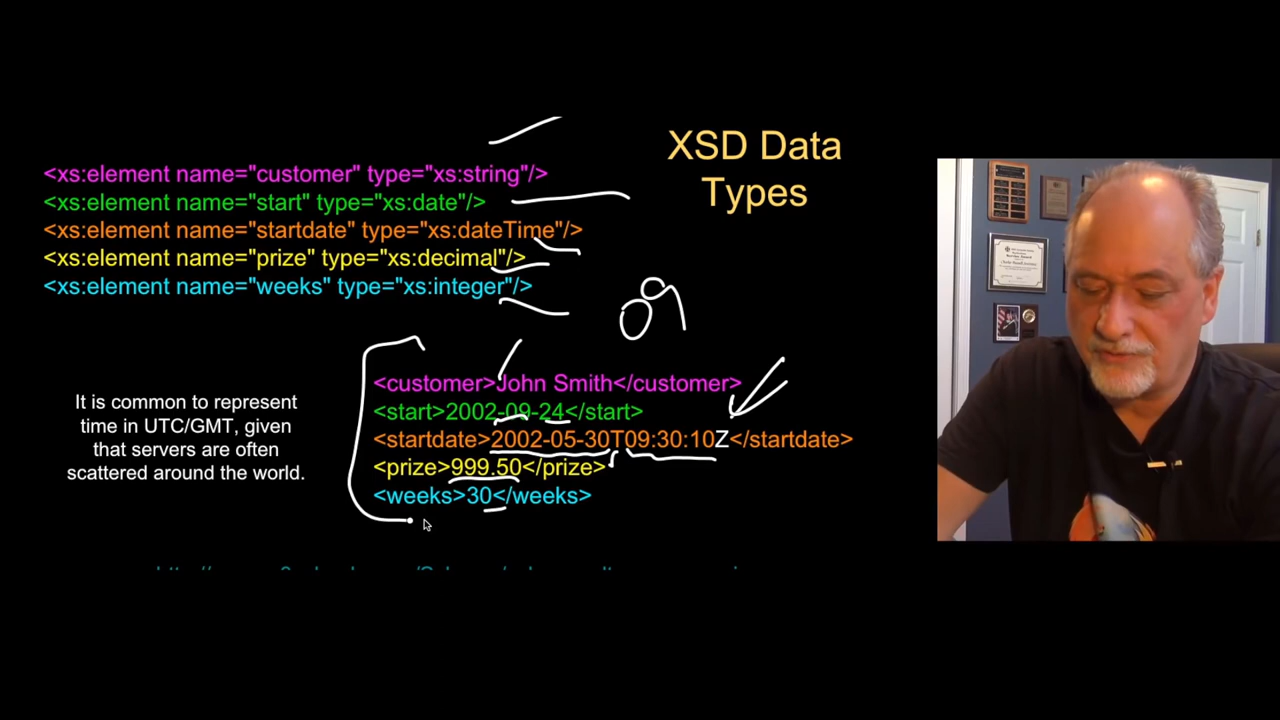 XSD Data
Types
<xs:element name="customer" type="xs:string"/>
<xs:element name="start" type="xs:date"/>
<xs:element name="startdate" type="xs:dateTime"/>
<xs:element name="prize" type="xs:decimal"/>
<xs:element name="weeks" type="xs:integer"/>
09
It is common to represent
time in UTC/GMT, given
that servers are often
scattered around the world.
<customer>John Smith</customer>
<start>2002-09-24</start>
<startdate>2002-05-30T09:30:10Z</startdate>
<prize>999.50</prize>
<weeks>30</weeks>